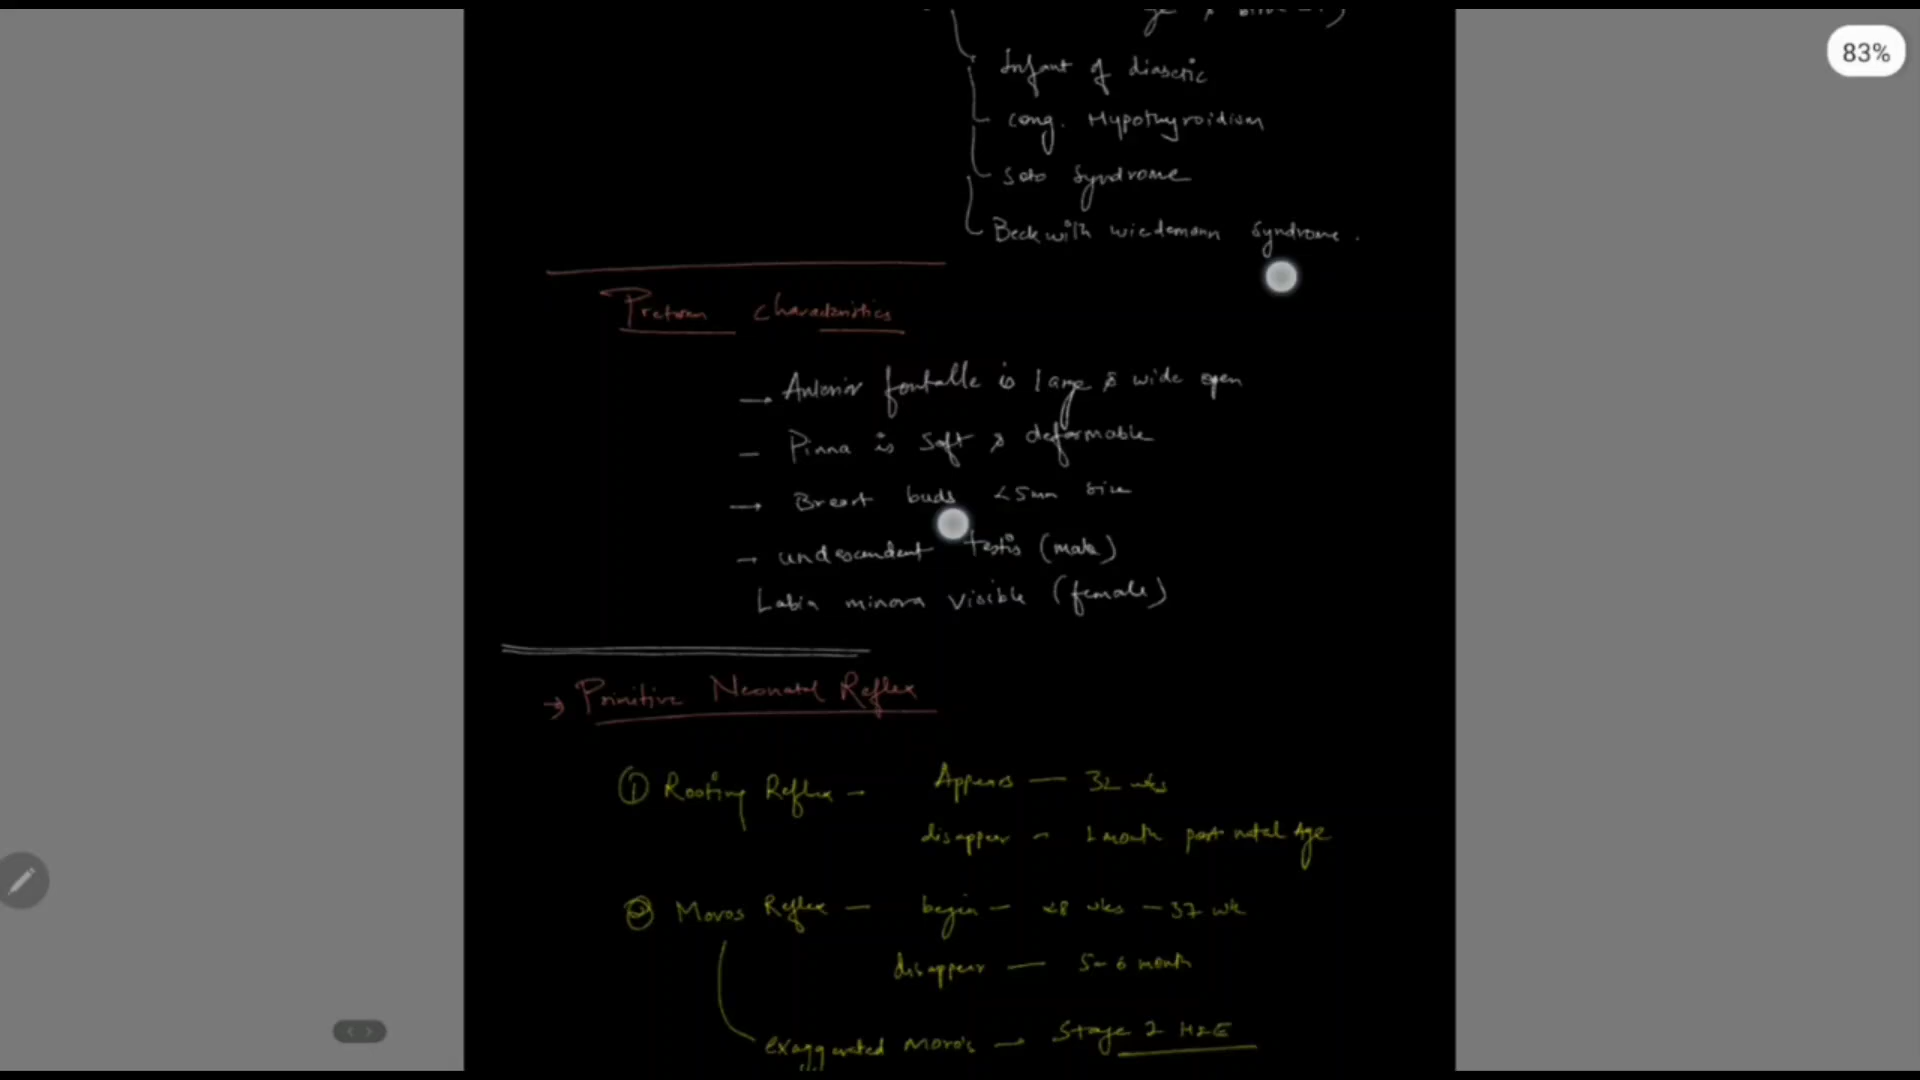 83%
Infant of diabetic
cong. Hypothyroidism
Soto Syndrome
Beckwith wiedemann Syndrome.
Preterm characteristics
→ Anterior fontalle is large & wide open
- Pinna is soft & deformable
→ Breast buds <5mm size
→ undescendent testis (male)
Labia minora visible (female)
→ Primitive Neonatal Reflex
① Rooting Reflex - Appears — 32 wks
disappear - 1 month post natal Age
② Moros Reflex — begin - 28 wks - 37 wk
disappear — 5-6 month
exaggerated Moro's → Stage 2 HIE